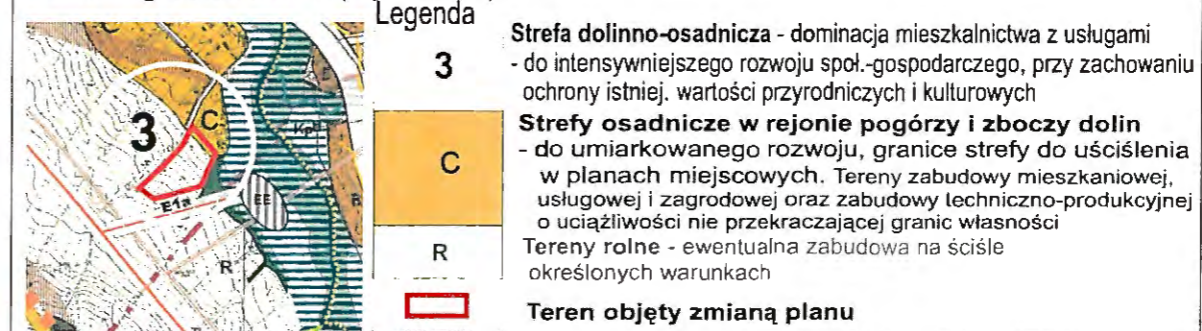 Legenda
3
Strefa dolinno-osadnicza - dominacja mieszkalnictwa z usługami
- do intensywniejszego rozwoju społ.-gospodarczego, przy zachowaniu
ochrony istniej. wartości przyrodniczych i kulturowych
C
Strefy osadnicze w rejonie pogórzy i zboczy dolin
- do umiarkowanego rozwoju, granice strefy do uściślenia
w planach miejscowych. Tereny zabudowy mieszkaniowej,
usługowej i zagrodowej oraz zabudowy techniczno-produkcyjnej
o uciążliwości nie przekraczającej granic własności
R
Tereny rolne - ewentualna zabudowa na ściśle
określonych warunkach
Teren objęty zmianą planu
3
C
E1a
EE
R